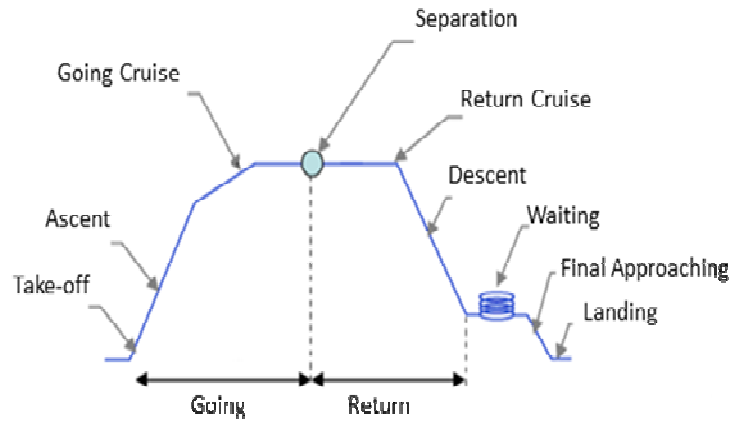 Separation
Going Cruise
Return Cruise
Descent
Ascent
Waiting
Take-off
Final Approaching
Landing
Going
Return